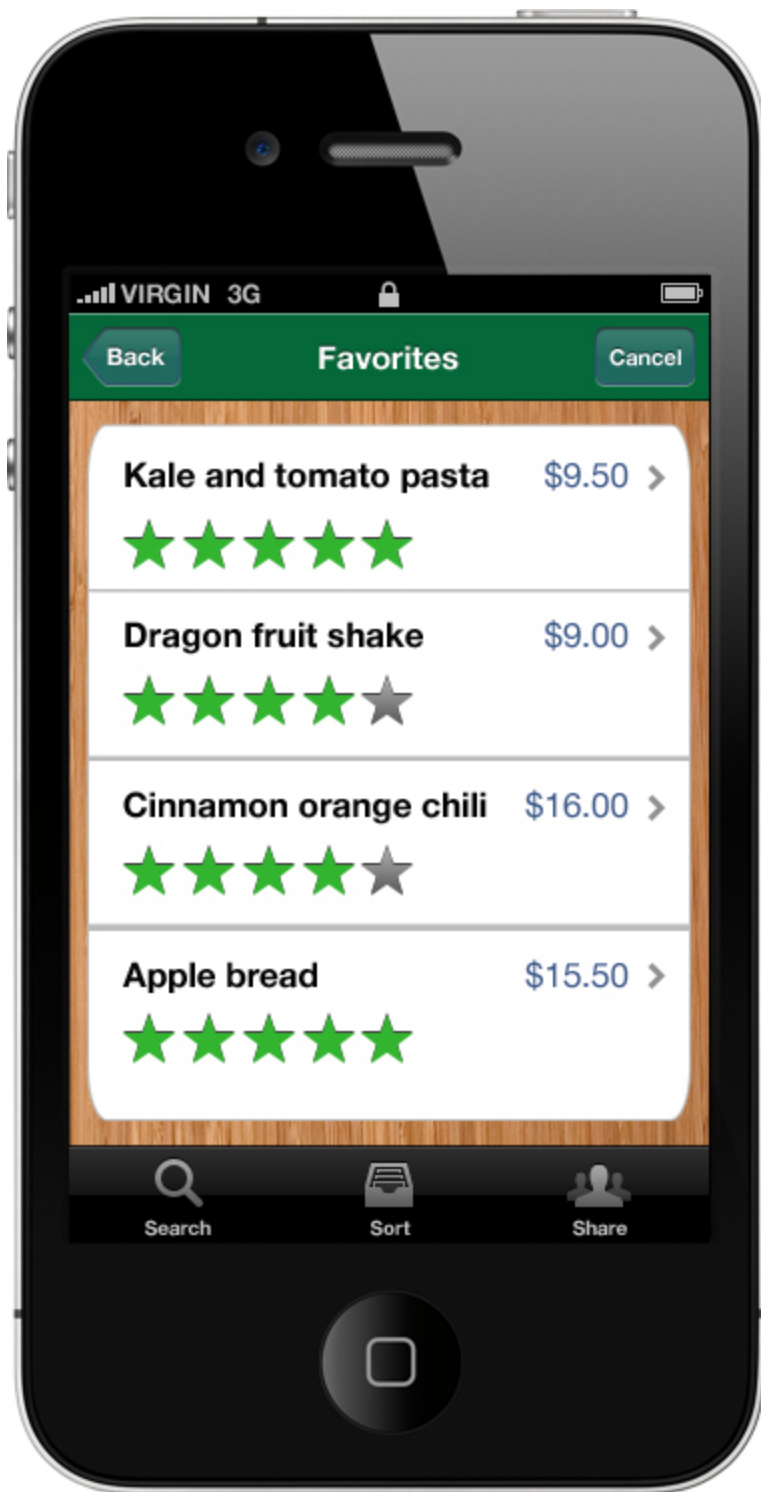 VIRGIN 3G
Back Favorites Cancel
Kale and tomato pasta $9.50
Dragon fruit shake $9.00
Cinnamon orange chili $16.00
Apple bread $15.50
Search Sort Share